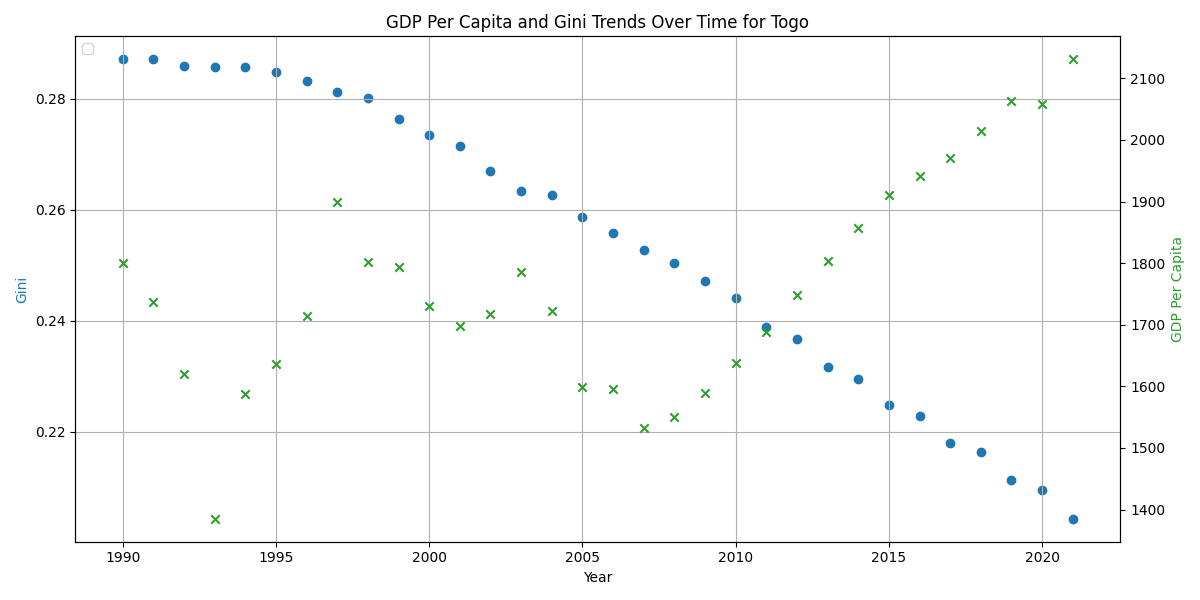 GDP Per Capita and Gini Trends Over Time for Togo
Gini
0.28
0.26
0.24
0.22
2100
2000
1900
1800
1700
1600
1500
1400
GDP Per Capita
1990 1995 2000 2005 2010 2015 2020
Year